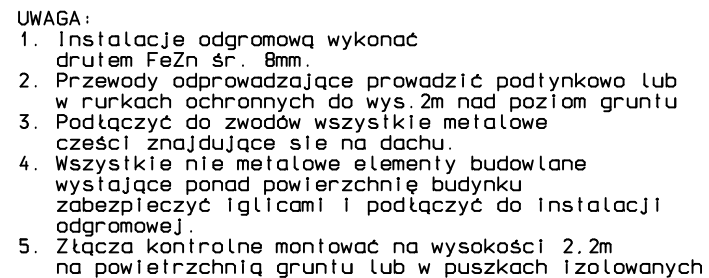 UWAGA:
1. Instalacje odgromową wykonać
drutem FeZn śr. 8mm.
2. Przewody odprowadzające prowadzić podtynkowo lub
w rurkach ochronnych do wys.2m nad poziom gruntu
3. Podłączyć do zwodów wszystkie metalowe
cześci znajdujące sie na dachu.
4. Wszystkie nie metalowe elementy budowlane
wystające ponad powierzchnię budynku
zabezpieczyć iglicami i podłączyć do instalacji
odgromowej.
5. Złącza kontrolne montować na wysokości 2,2m
na powietrzchnią gruntu lub w puszkach izolowanych